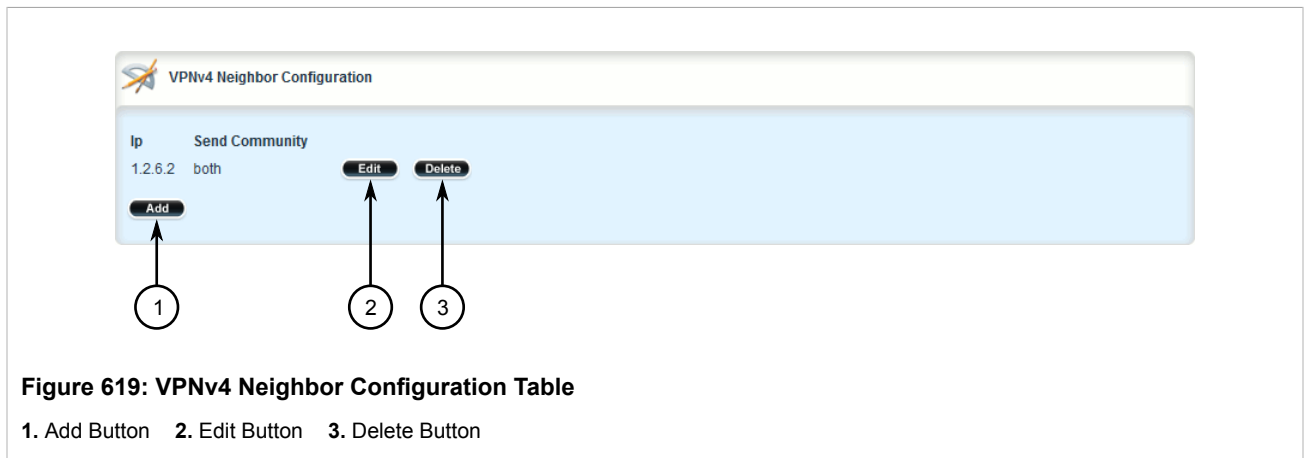 VPNv4 Neighbor Configuration
Ip Send Community
1.2.6.2 both Edit Delete
Add
1 2 3
Figure 619: VPNv4 Neighbor Configuration Table
1. Add Button 2. Edit Button 3. Delete Button